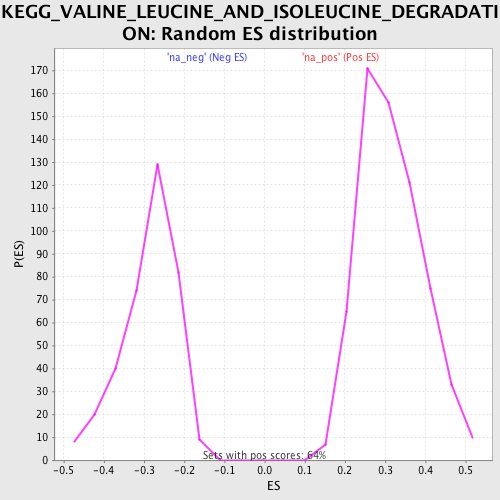 KEGG_VALINE_LEUCINE_AND_ISOLEUCINE_DEGRADATI
ON: Random ES distribution
'na_neg' (Neg ES) 'na_pos' (Pos ES)
170
160
150
140
130
120
110
100
90
80
70
60
50
40
30
20
10
0
P(ES)
Sets with pos scores: 64%
-0.5 -0.4 -0.3 -0.2 -0.1 0.0 0.1 0.2 0.3 0.4 0.5
ES